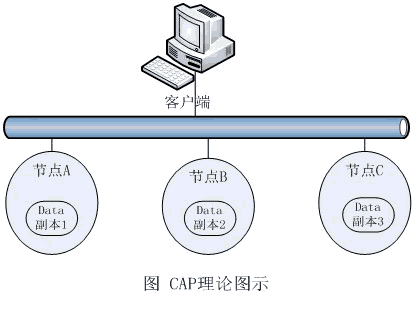 客户端
节点A
Data
副本1
节点B
Data
副本2
节点C
Data
副本3
图 CAP理论图示